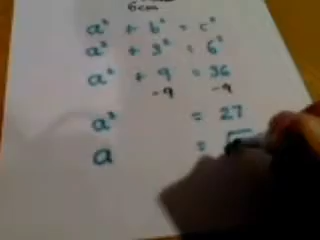 6cm
a² + b² = c²
a² + 3² = 6²
a² + 9 = 36
-9 -9
a² = 27
a = √